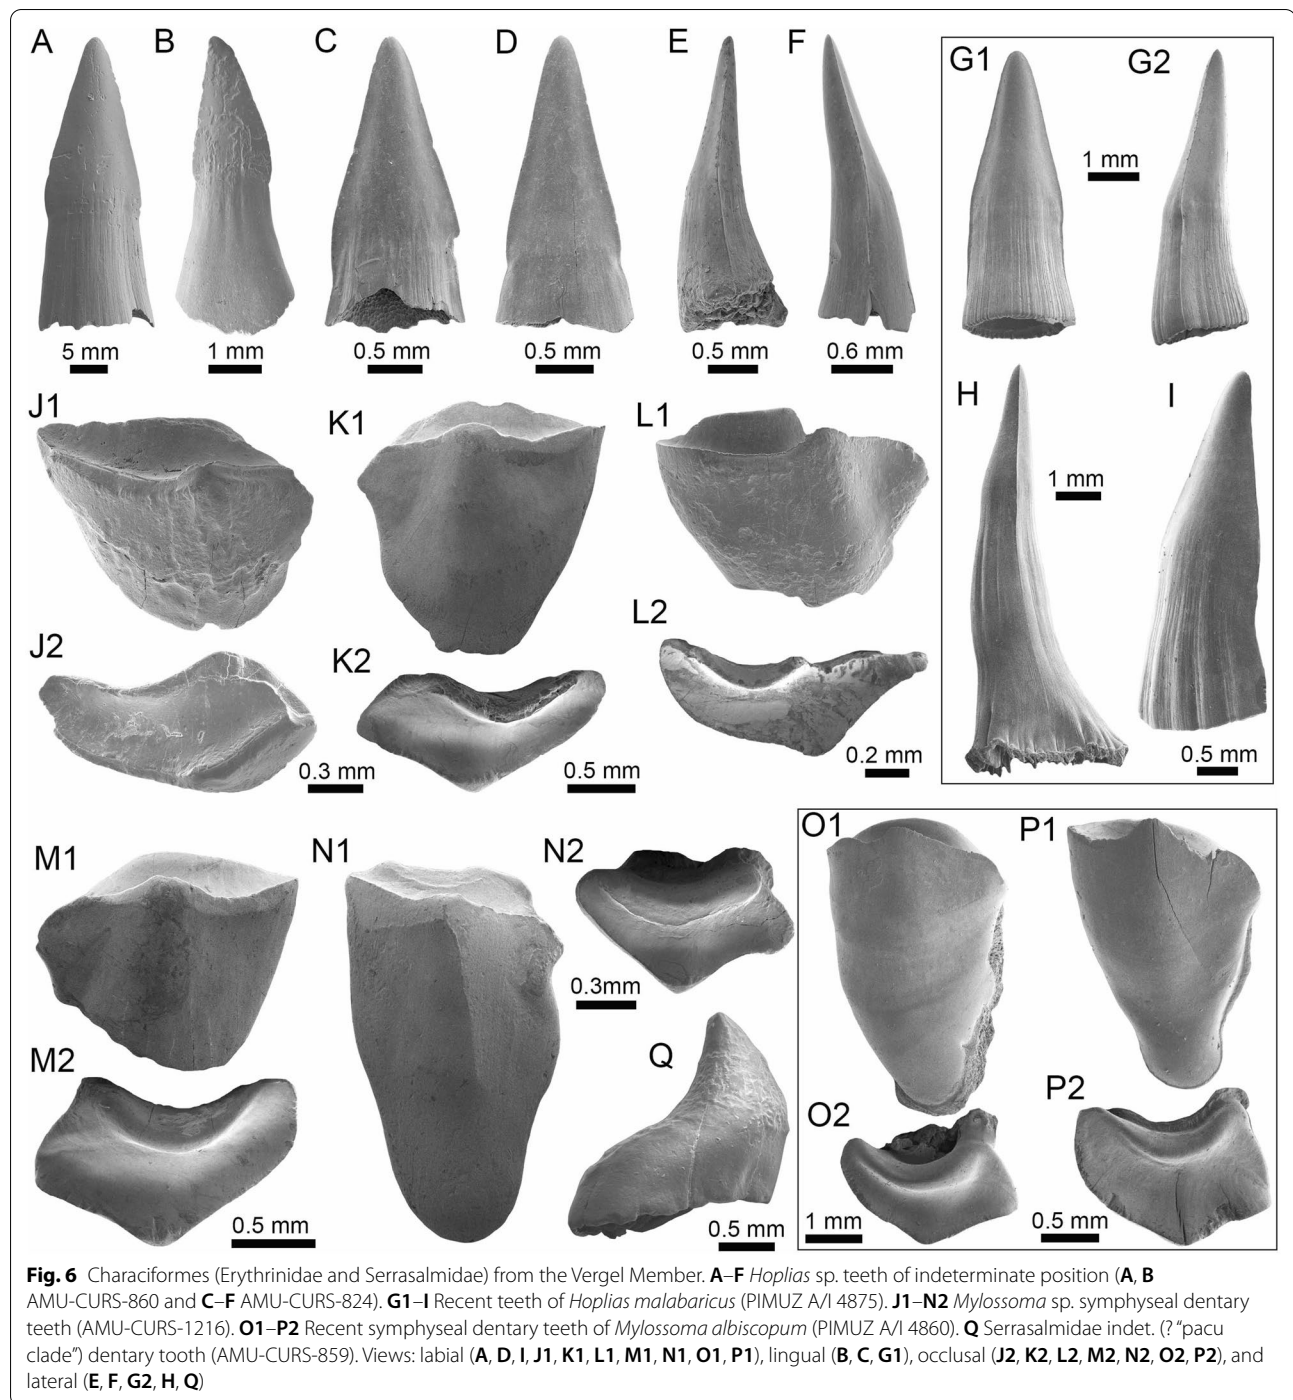 A B C D E F G1 G2
1 mm
5 mm 1 mm 0.5 mm 0.5 mm 0.5 mm 0.6 mm
H I
1 mm
0.5 mm
J1 K1 L1
J2 K2 L2
0.3 mm 0.5 mm 0.2 mm
M1 N1 N2 O1 P1
0.3mm
M2 Q O2 P2
0.5 mm 0.5 mm 1 mm 0.5 mm
Fig. 6 Characiformes (Erythrinidae and Serrasalmidae) from the Vergel Member. A–F Hoplias sp. teeth of indeterminate position (A, B
AMU-CURS-860 and C–F AMU-CURS-824). G1–I Recent teeth of Hoplias malabaricus (PIMUZ A/I 4875). J1–N2 Mylossoma sp. symphyseal dentary
teeth (AMU-CURS-1216). O1–P2 Recent symphyseal dentary teeth of Mylossoma albiscopum (PIMUZ A/I 4860). Q Serrasalmidae indet. (? “pacu
clade”) dentary tooth (AMU-CURS-859). Views: labial (A, D, I, J1, K1, L1, M1, N1, O1, P1), lingual (B, C, G1), occlusal (J2, K2, L2, M2, N2, O2, P2), and
lateral (E, F, G2, H, Q)